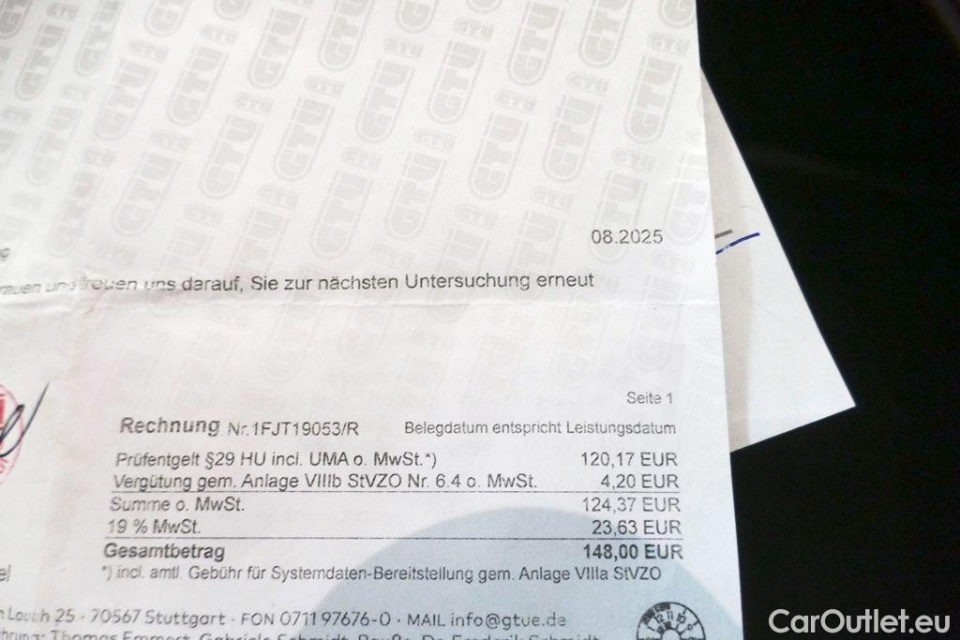 08.2025
uns darauf, Sie zur nächsten Untersuchung erneut
Seite 1
Rechnung Nr.1FJT19053/R Belegdatum entspricht Leistungsdatum
Prüfentgelt §29 HU incl. UMA o. MwSt.*) 120,17 EUR
Vergütung gem. Anlage VIIIb StVZO Nr. 6.4 o. MwSt. 4,20 EUR
Summe o. MwSt. 124,37 EUR
19 % MwSt. 23,63 EUR
Gesamtbetrag 148,00 EUR
*) incl. amtl. Gebühr für Systemdaten-Bereitstellung gem. Anlage VIIIa StVZO
25 - 70567 Stuttgart · FON 0711 97676-0 · MAIL info@gtue.de
Thomas Emmert,
CarOutlet.eu